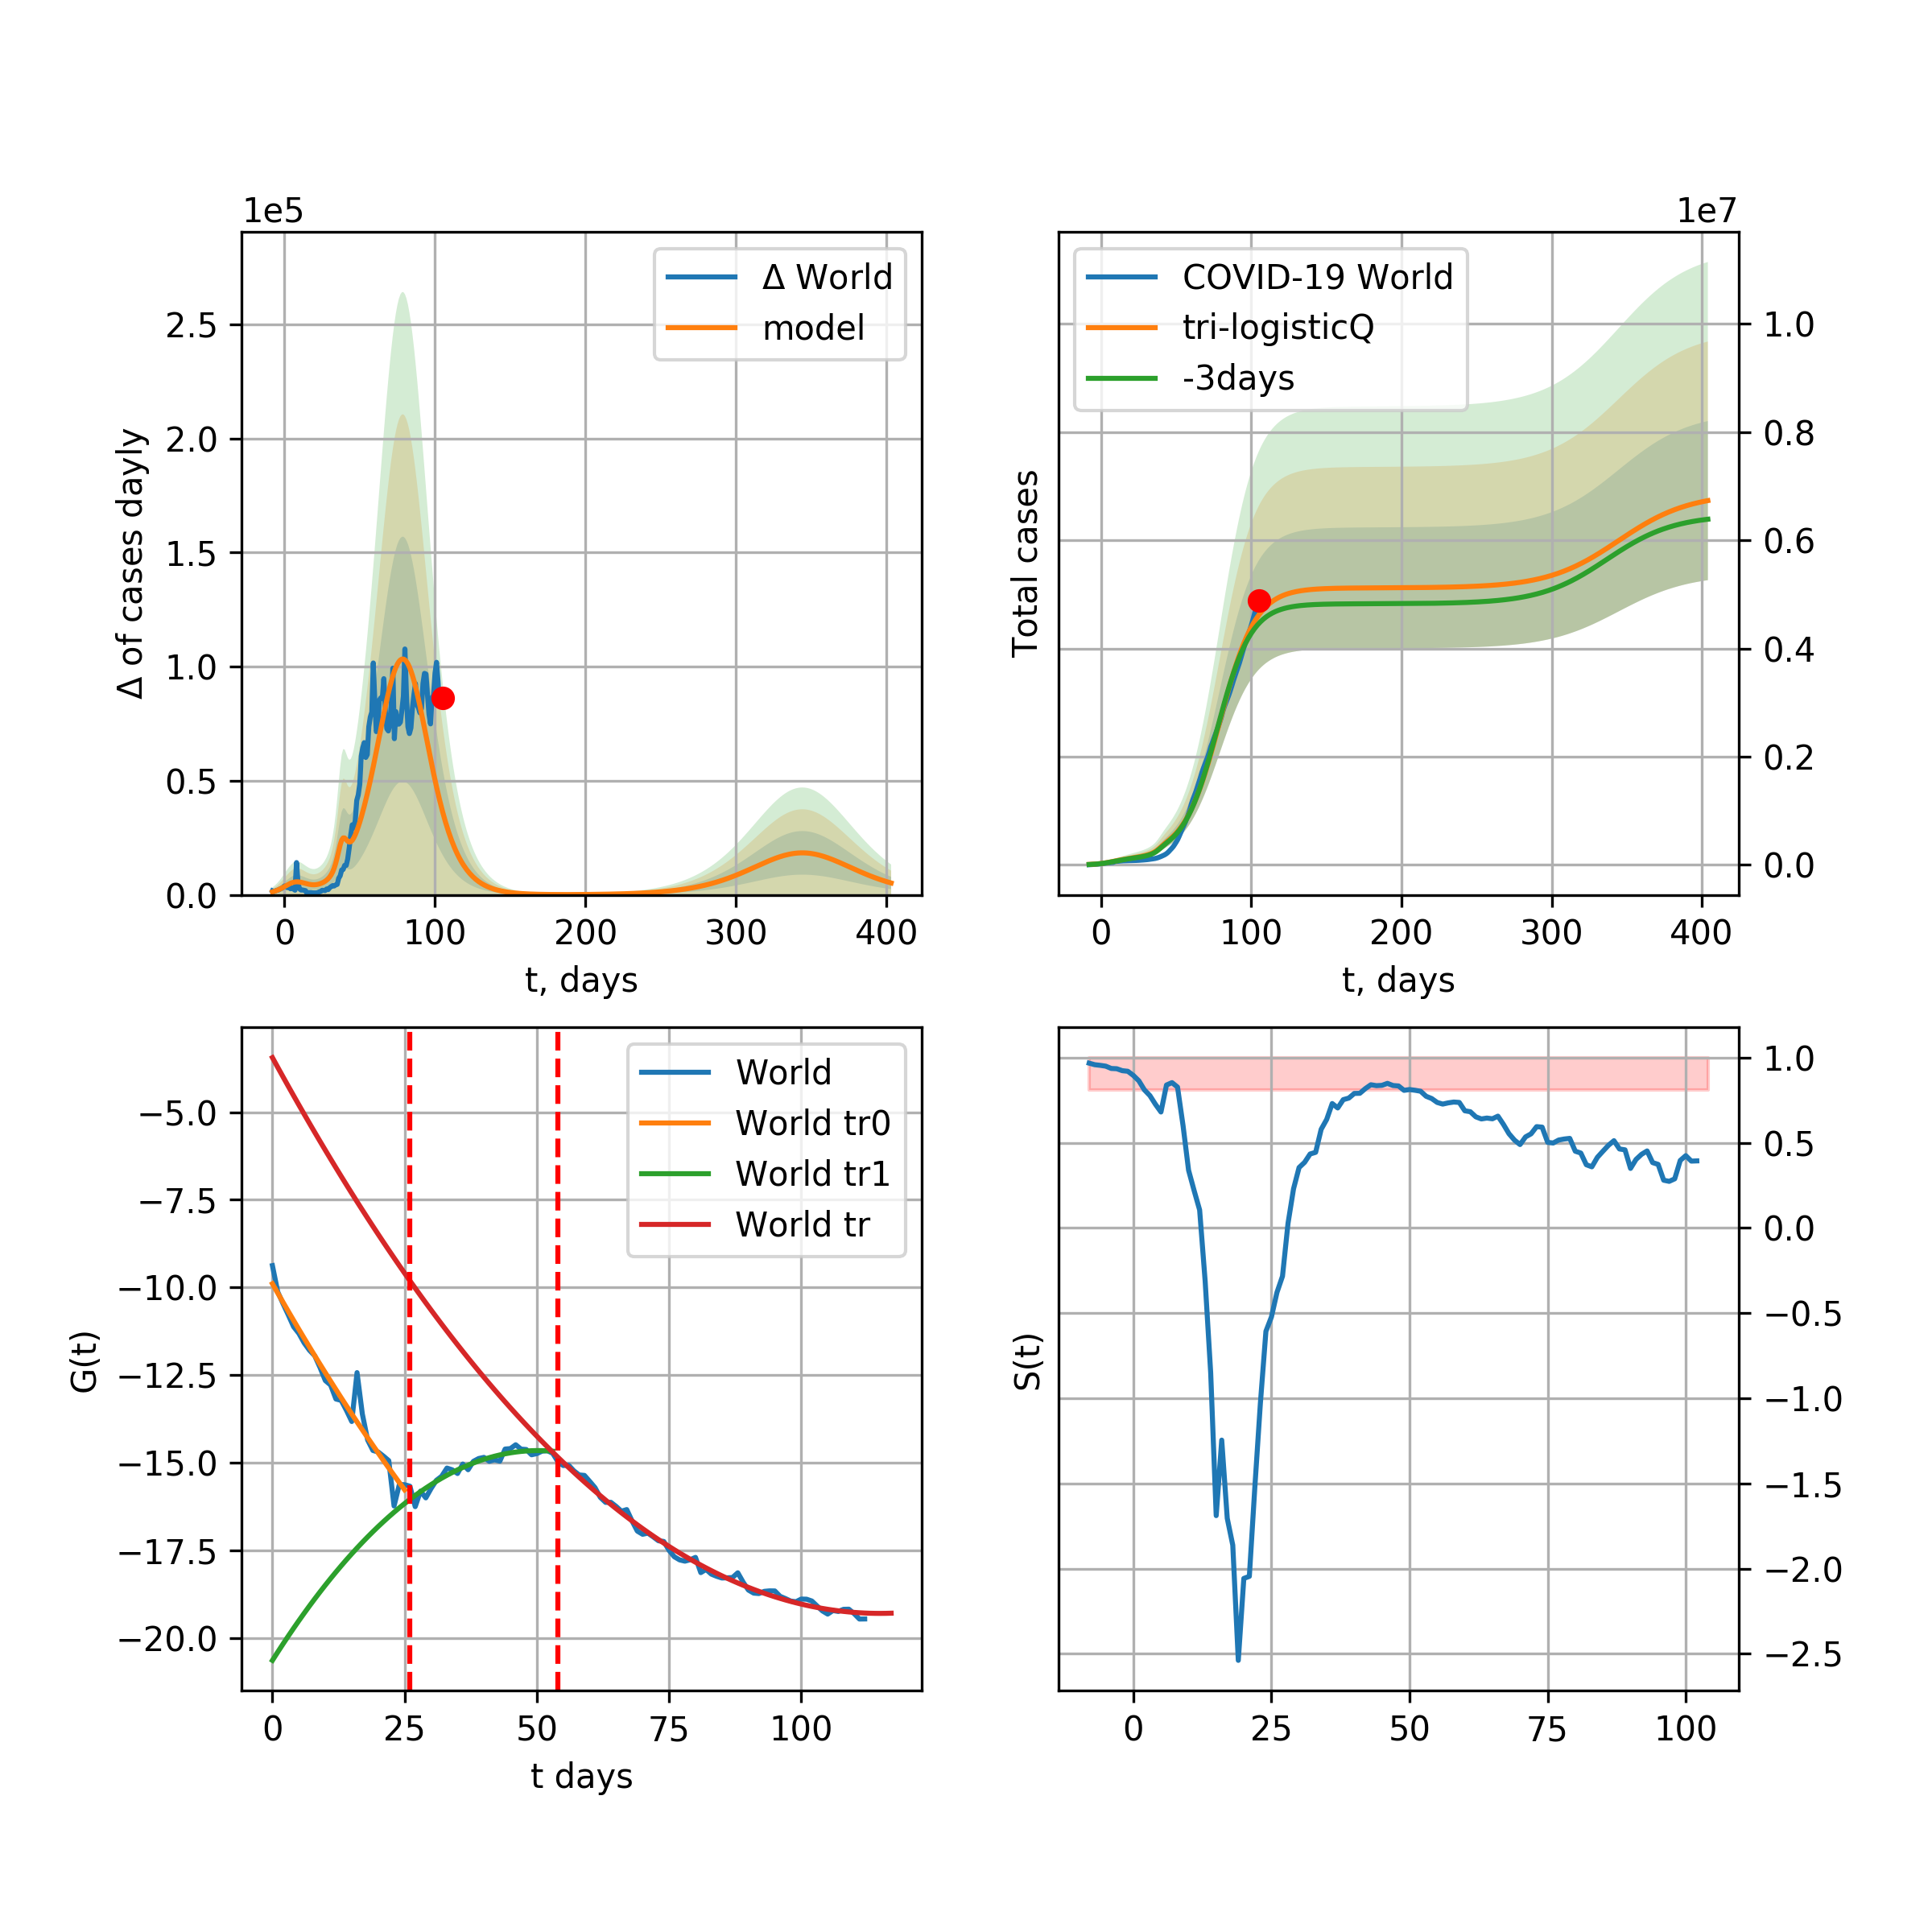 1e5
Δ of cases dayly
2.5
2.0
1.5
1.0
0.5
0.0
Δ World
model
0 100 200 300 400
t, days
1e7
Total cases
COVID-19 World
tri-logisticQ
-3days
1.0
0.8
0.6
0.4
0.2
0.0
0 100 200 300 400
t, days
G(t)
−5.0
−7.5
−10.0
−12.5
−15.0
−17.5
−20.0
World
World tr0
World tr1
World tr
0 25 50 75 100
t days
S(t)
1.0
0.5
0.0
−0.5
−1.0
−1.5
−2.0
−2.5
0 25 50 75 100